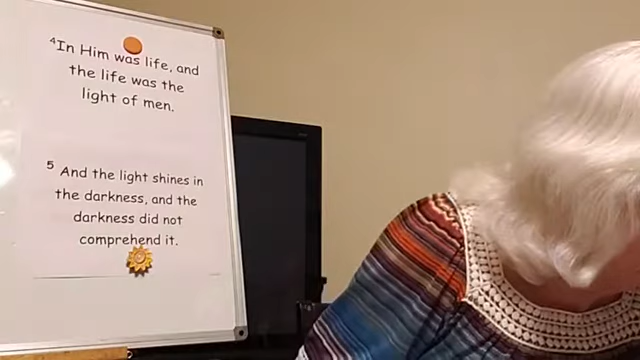 4In Him was life, and
the life was the
light of men.
5 And the light shines in
the darkness, and the
darkness did not
comprehend it.